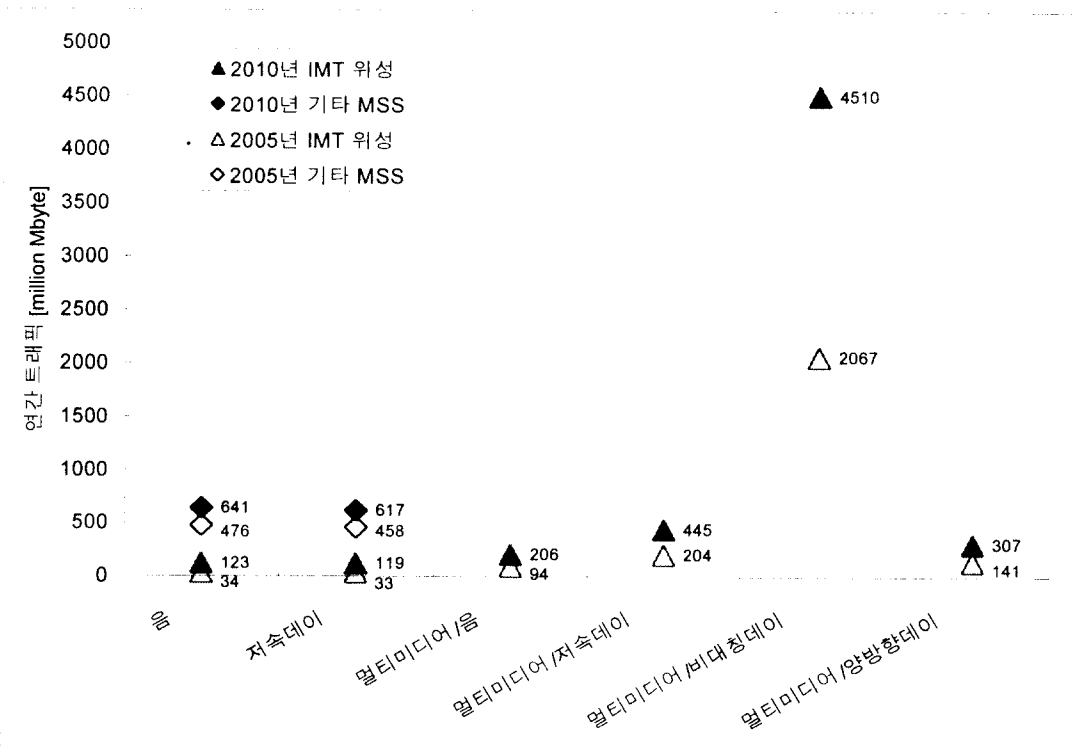 5000
4500
4000
3500
3000
2500
2000
1500
1000
500
0
연간 트래픽 [million Mbyte]
▲ 2010년 IMT 위성
◆ 2010년 기타 MSS
△ 2005년 IMT 위성
◇ 2005년 기타 MSS
4510
2067
641
476
123
34
617
458
119
33
206
94
445
204
307
141
음
저속데이
멀티미디어/음
멀티미디어/저속데이
멀티미디어/비대칭데이
멀티미디어/양방향데이